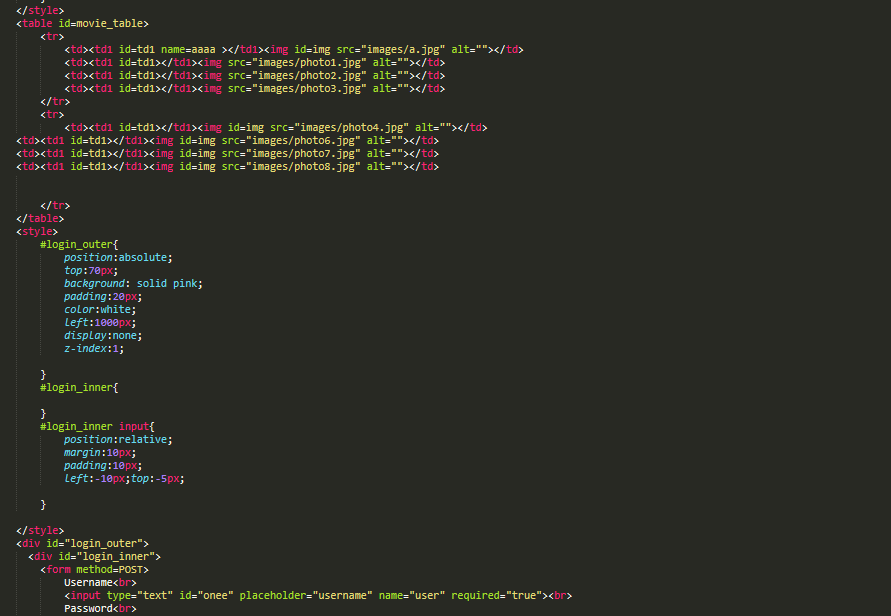 </style>
<table id=movie_table>
<tr>
<td><td1 id=td1 name=aaaa ></td1><img id=img src="images/a.jpg" alt=""></td>
<td><td1 id=td1></td1><img src="images/photo1.jpg" alt=""></td>
<td><td1 id=td1></td1><img src="images/photo2.jpg" alt=""></td>
<td><td1 id=td1></td1><img src="images/photo3.jpg" alt=""></td>
</tr>
<tr>
<td><td1 id=td1></td1><img id=img src="images/photo4.jpg" alt=""></td>
<td><td1 id=td1></td1><img id=img src="images/photo6.jpg" alt=""></td>
<td><td1 id=td1></td1><img id=img src="images/photo7.jpg" alt=""></td>
<td><td1 id=td1></td1><img id=img src="images/photo8.jpg" alt=""></td>
</tr>
</table>
<style>
#login_outer{
position:absolute;
top:70px;
background: solid pink;
padding:20px;
color:white;
left:1000px;
display:none;
z-index:1;
}
#login_inner{
}
#login_inner input{
position:relative;
margin:10px;
padding:10px;
left:-10px;top:-5px;
}
</style>
<div id="login_outer">
<div id="login_inner">
<form method=POST>
Username<br>
<input type="text" id="onee" placeholder="username" name="user" required="true"><br>
Password<br>